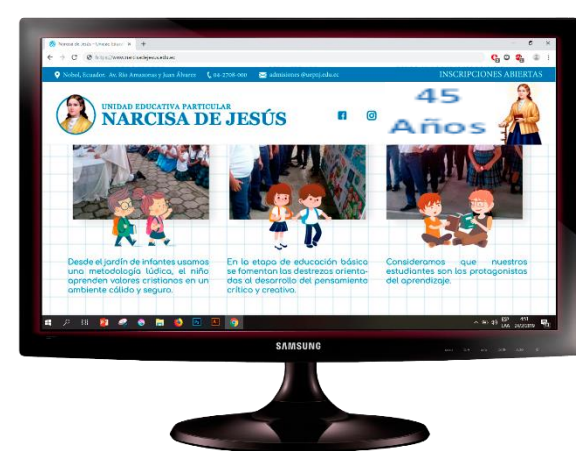 Nobol, Ecuador Av. Río Amazonas y Juan Álvarez 04-2708-060 INSCRIPCIONES ABIERTAS
UNIDAD EDUCATIVA PARTICULAR
NARCISA DE JESÚS
45
Años
Desde el jardín de infantes usamos
una metodología lúdica, el niño
aprenden valores cristianos en un
ambiente cálido y seguro.
En la etapa de educación básica
se fomentan las destrezas orienta-
das al desarrollo del pensamiento
crítico y creativo.
Consideramos que nuestros
estudiantes son los protagonistas
del aprendizaje.
SAMSUNG